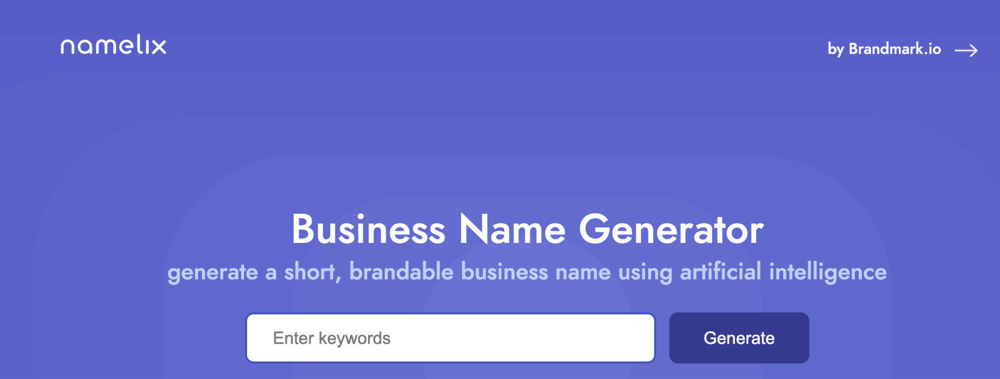 namelix
by Brandmark.io →
Business Name Generator
generate a short, brandable business name using artificial intelligence
Enter keywords
Generate